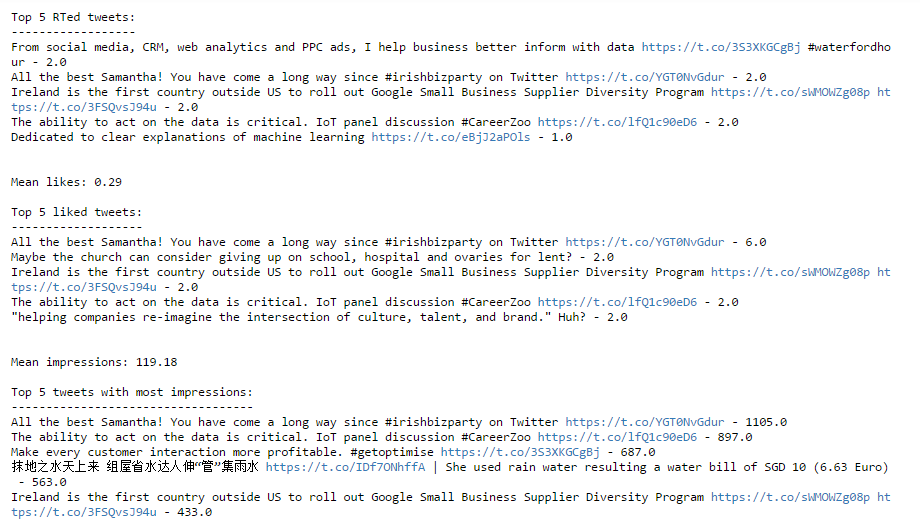 Top 5 RTed tweets:
------------------
From social media, CRM, web analytics and PPC ads, I help business better inform with data https://t.co/3S3XKGCgBj #waterfordho
ur - 2.0
All the best Samantha! You have come a long way since #irishbizparty on Twitter https://t.co/YGT0NvGdur - 2.0
Ireland is the first country outside US to roll out Google Small Business Supplier Diversity Program https://t.co/sWMOWZg08p ht
tps://t.co/3FSQvsJ94u - 2.0
The ability to act on the data is critical. IoT panel discussion #CareerZoo https://t.co/lfQ1c90eD6 - 2.0
Dedicated to clear explanations of machine learning https://t.co/eBjJ2aPOls - 1.0
Mean likes: 0.29
Top 5 liked tweets:
-------------------
All the best Samantha! You have come a long way since #irishbizparty on Twitter https://t.co/YGT0NvGdur - 6.0
Maybe the church can consider giving up on school, hospital and ovaries for lent? - 2.0
Ireland is the first country outside US to roll out Google Small Business Supplier Diversity Program https://t.co/sWMOWZg08p ht
tps://t.co/3FSQvsJ94u - 2.0
The ability to act on the data is critical. IoT panel discussion #CareerZoo https://t.co/lfQ1c90eD6 - 2.0
"helping companies re-imagine the intersection of culture, talent, and brand." Huh? - 2.0
Mean impressions: 119.18
Top 5 tweets with most impressions:
-----------------------------------
All the best Samantha! You have come a long way since #irishbizparty on Twitter https://t.co/YGT0NvGdur - 1105.0
The ability to act on the data is critical. IoT panel discussion #CareerZoo https://t.co/lfQ1c90eD6 - 897.0
Make every customer interaction more profitable. #getoptimise https://t.co/3S3XKGCgBj - 687.0
抹地之水天上来 组屋省水达人伸“管”集雨水 https://t.co/IDf7ONhffA | She used rain water resulting a water bill of SGD 10 (6.63 Euro)
- 563.0
Ireland is the first country outside US to roll out Google Small Business Supplier Diversity Program https://t.co/sWMOWZg08p ht
tps://t.co/3FSQvsJ94u - 433.0